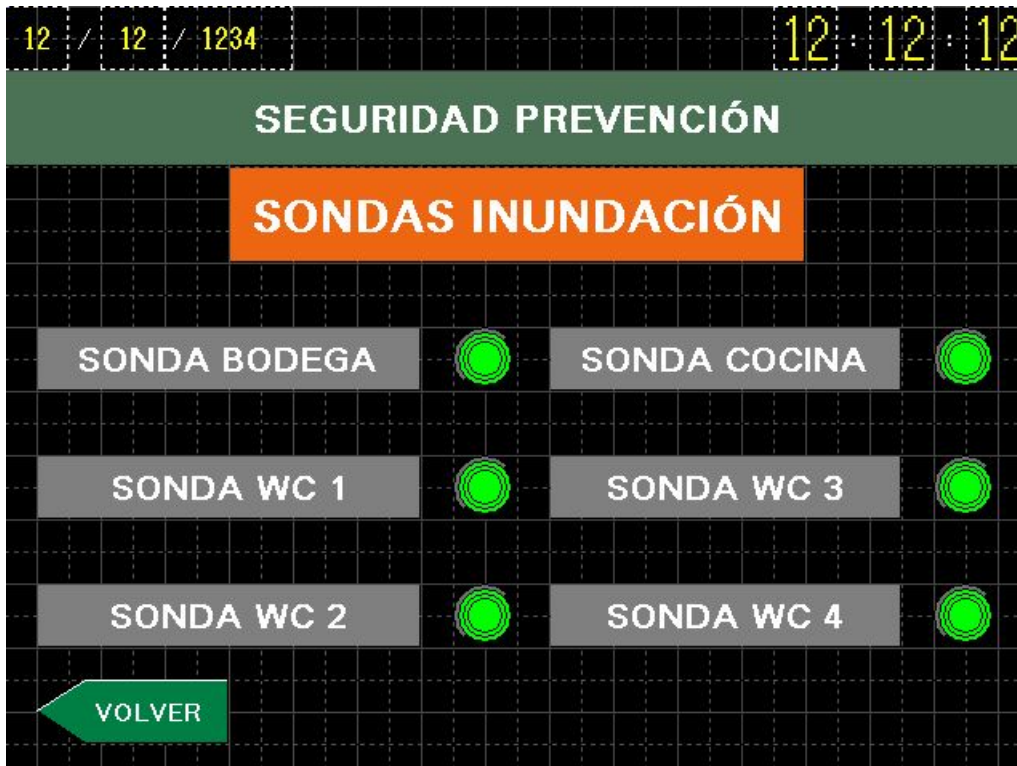 12 / 12 / 1234 12 : 12 : 12
SEGURIDAD PREVENCIÓN
SONDAS INUNDACIÓN
SONDA BODEGA SONDA COCINA
SONDA WC 1 SONDA WC 3
SONDA WC 2 SONDA WC 4
VOLVER